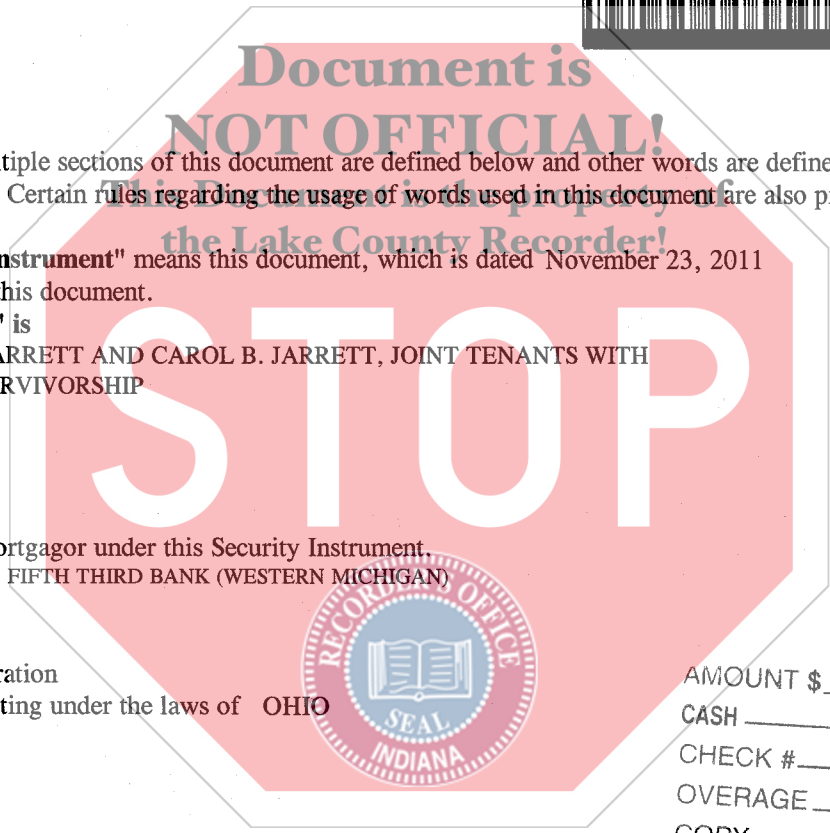 Document is
NOT OFFICIAL!
tiple sections of this document are defined below and other words are define
Certain rules regarding the usage of words used in this document are also p
This Document is the property of
the Lake County Recorder!
nstrument" means this document, which is dated November 23, 2011
his document.
" is
ARRETT AND CAROL B. JARRETT, JOINT TENANTS WITH
RVIVORSHIP
STOP
ortgagor under this Security Instrument.
FIFTH THIRD BANK (WESTERN MICHIGAN)
RECORDER'S OFFICE
SEAL
INDIANA
ration
ting under the laws of OHIO
AMOUNT $
CASH
CHECK #
OVERAGE
COPY